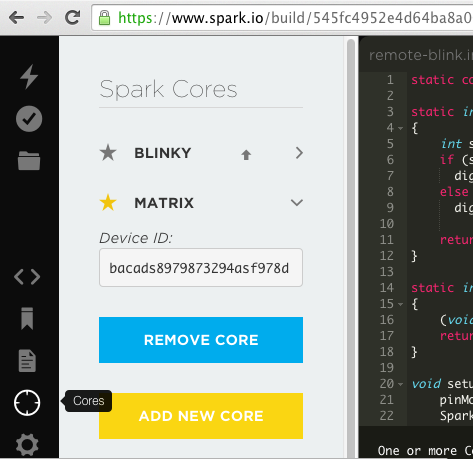 https://www.spark.io/build/545fc4952e4d64ba8a0
Spark Cores
BLINKY
MATRIX
Device ID:
bacads8979873294asf978d
REMOVE CORE
ADD NEW CORE
Cores
remote-blink.i
1 static co
2
3 static in
4 {
5 int s
6 if (s
7 dig
8 else
9 dig
10
11 return
12 }
13
14 static in
15 {
16 (void
17 return
18 }
19
20 void setu
21 pinMo
22 Spark
One or more Co